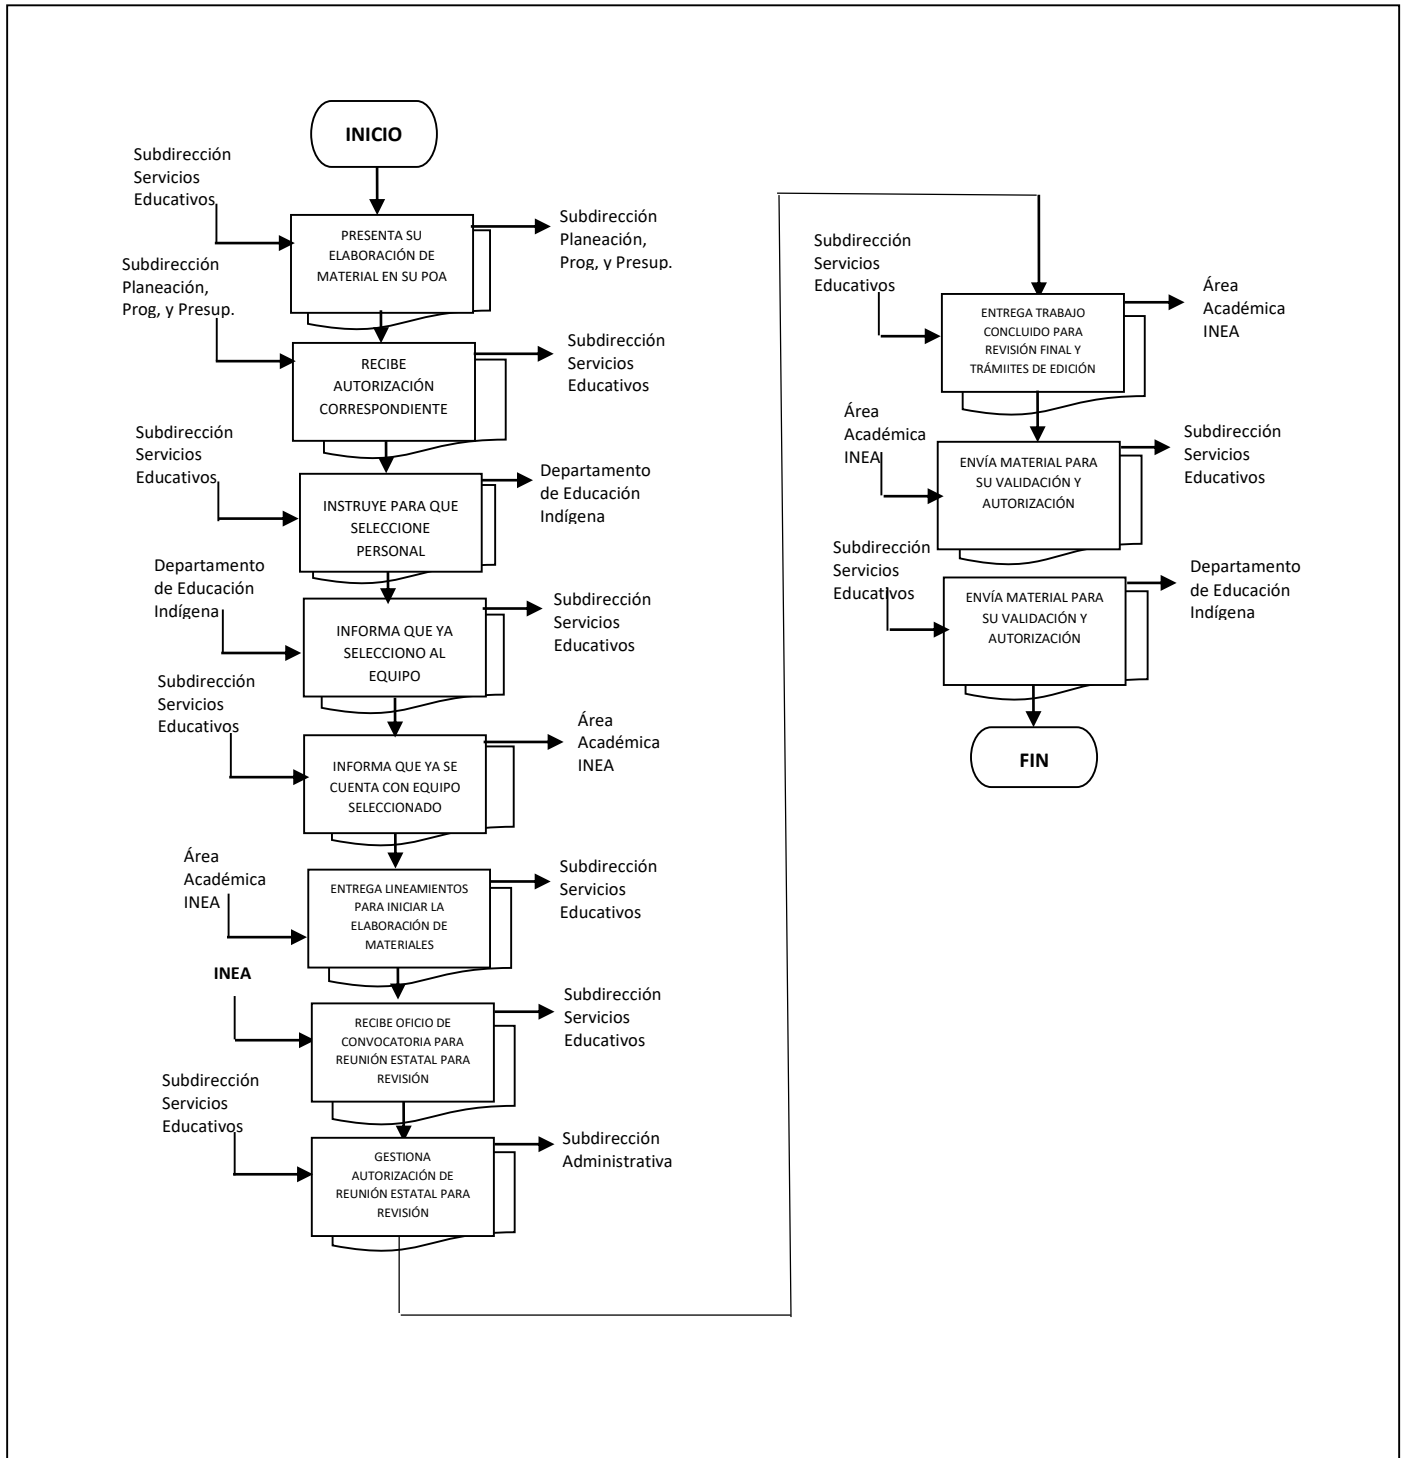 INICIO
Subdirección
Servicios
Educativos
PRESENTA SU
ELABORACIÓN DE
MATERIAL EN SU POA
Subdirección
Planeación,
Prog, y Presup.
Subdirección
Planeación,
Prog, y Presup.
RECIBE
AUTORIZACIÓN
CORRESPONDIENTE
Subdirección
Servicios
Educativos
Subdirección
Servicios
Educativos
INSTRUYE PARA QUE
SELECCIONE
PERSONAL
Departamento
de Educación
Indígena
Departamento
de Educación
Indígena
INFORMA QUE YA
SELECCIONO AL
EQUIPO
Subdirección
Servicios
Educativos
Subdirección
Servicios
Educativos
INFORMA QUE YA SE
CUENTA CON EQUIPO
SELECCIONADO
Área
Académica
INEA
Área
Académica
INEA
ENTREGA LINEAMIENTOS
PARA INICIAR LA
ELABORACIÓN DE
MATERIALES
Subdirección
Servicios
Educativos
INEA
RECIBE OFICIO DE
CONVOCATORIA PARA
REUNIÓN ESTATAL PARA
REVISIÓN
Subdirección
Servicios
Educativos
Subdirección
Servicios
Educativos
GESTIONA
AUTORIZACIÓN DE
REUNIÓN ESTATAL PARA
REVISIÓN
Subdirección
Administrativa
Subdirección
Servicios
Educativos
ENTREGA TRABAJO
CONCLUIDO PARA
REVISIÓN FINAL Y
TRÁMIITES DE EDICIÓN
Área
Académica
INEA
Área
Académica
INEA
ENVÍA MATERIAL PARA
SU VALIDACIÓN Y
AUTORIZACIÓN
Subdirección
Servicios
Educativos
Subdirección
Servicios
Educativos
ENVÍA MATERIAL PARA
SU VALIDACIÓN Y
AUTORIZACIÓN
Departamento
de Educación
Indígena
FIN